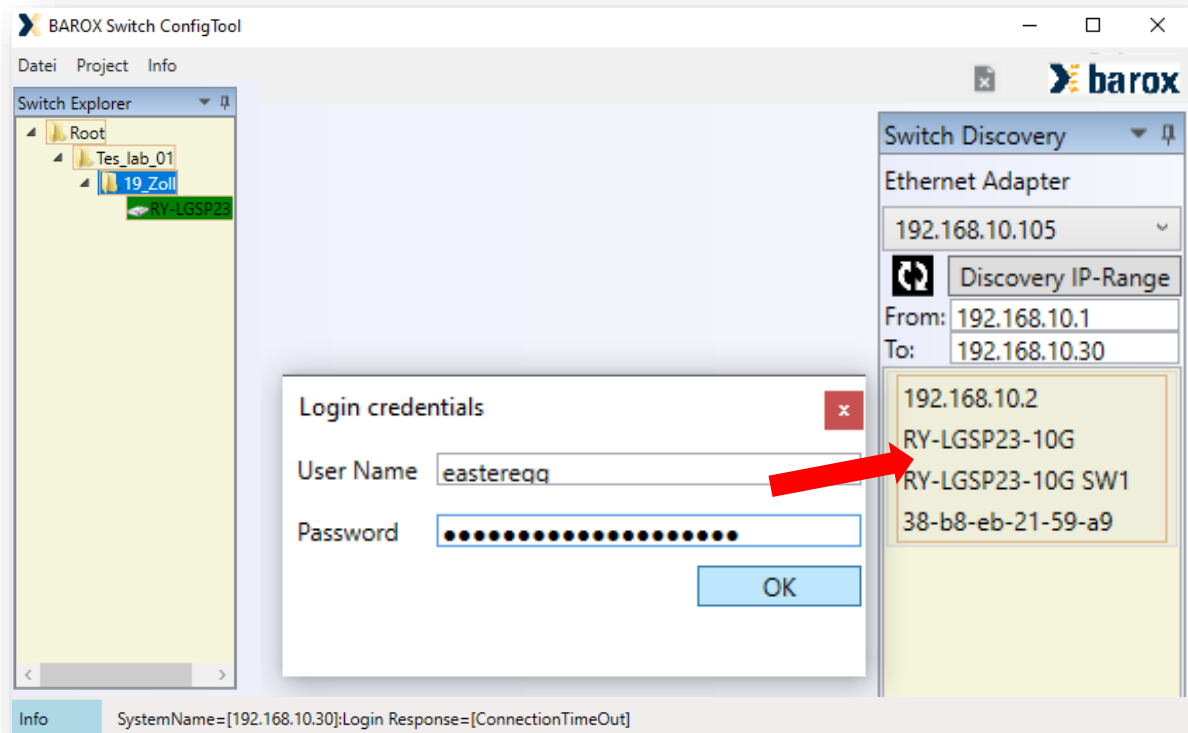 BAROX Switch ConfigTool
Datei Project Info
barox
Switch Explorer
Root
Tes_lab_01
19_Zoll
RY-LGSP23
Switch Discovery
Ethernet Adapter
192.168.10.105
Discovery IP-Range
From: 192.168.10.1
To: 192.168.10.30
192.168.10.2
RY-LGSP23-10G
RY-LGSP23-10G SW1
38-b8-eb-21-59-a9
Login credentials
x
User Name easteregg
Password ●●●●●●●●●●●●●●●●●●●●
OK
Info SystemName=[192.168.10.30]:Login Response=[ConnectionTimeOut]